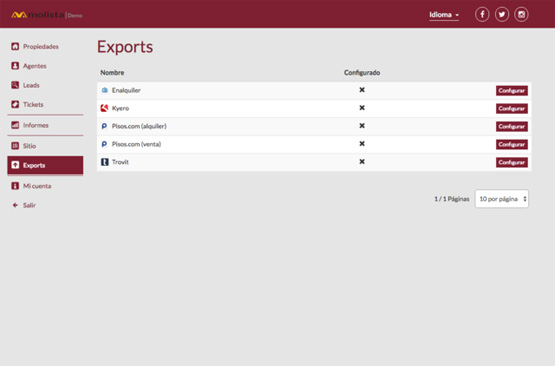 molista | Demo
Idioma
Propiedades
Agentes
Leads
Tickets
Informes
Sitio
Exports
Mi cuenta
Salir
Exports
Nombre Configurado
Enalquiler Configurar
Kyero Configurar
Pisos.com (alquiler) Configurar
Pisos.com (venta) Configurar
Trovit Configurar
1 / 1 Páginas 10 por página